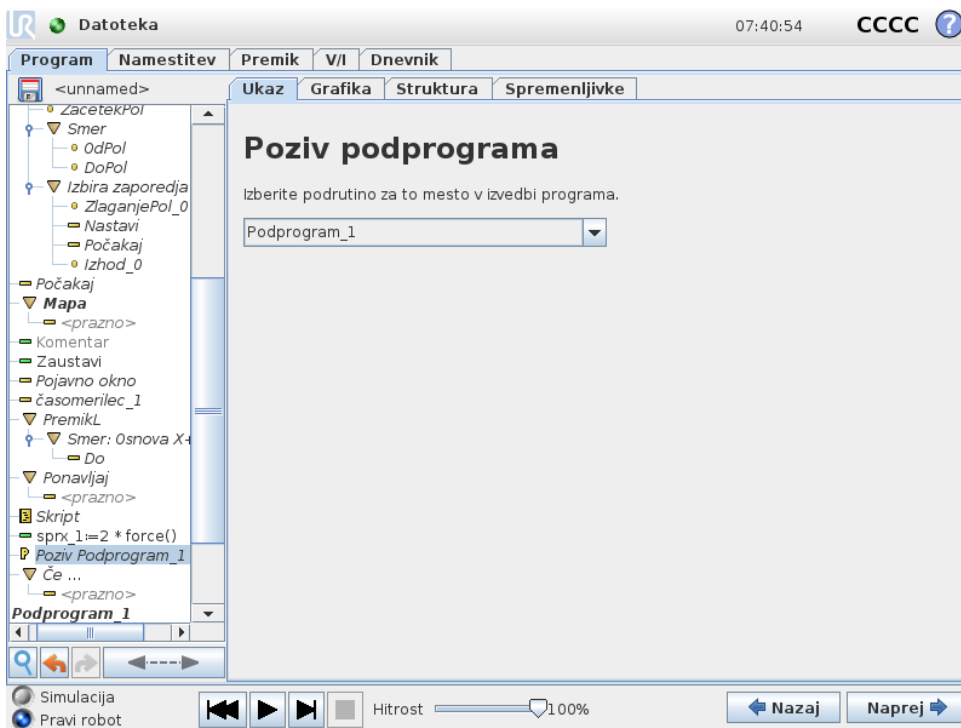 UR
Datoteka
07:40:54
CCCC
?
Program
Namestitev
Premik
V/I
Dnevnik
<unnamed>
Ukaz
Grafika
Struktura
Spremenljivke
ZacetekPol
Smer
OdPol
DoPol
Izbira zaporedja
ZlaganjePol_0
Nastavi
Počakaj
Izhod_0
Počakaj
Mapa
<prazno>
Komentar
Zaustavi
Pojavno okno
časomerilec_1
PremikL
Smer: Osnova X+
Do
Ponavljaj
<prazno>
Skript
sprx_1:=2 * force()
Poziv Podprogram_1
Če ...
<prazno>
Podprogram_1
Poziv podprograma
Izberite podrutino za to mesto v izvedbi programa.
Podprogram_1
Simulacija
Pravi robot
Hitrost
100%
Nazaj
Naprej